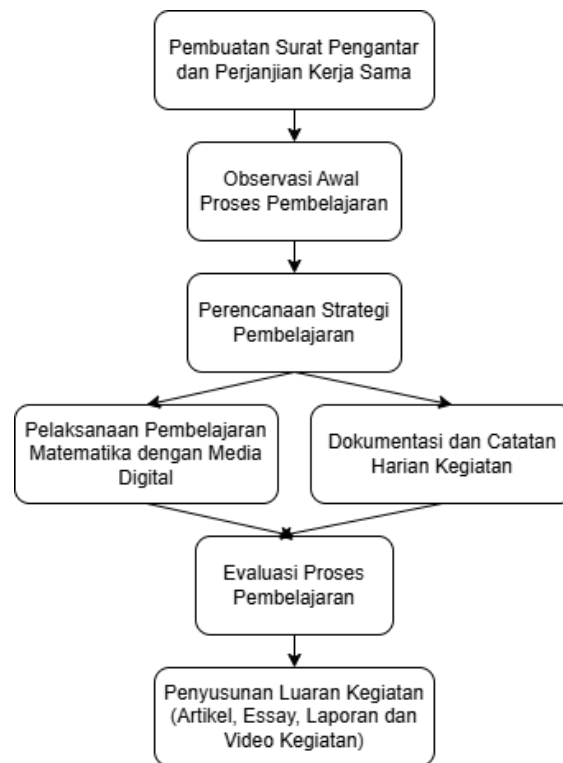 Pembuatan Surat Pengantar
dan Perjanjian Kerja Sama
Observasi Awal
Proses Pembelajaran
Perencanaan Strategi
Pembelajaran
Pelaksanaan Pembelajaran
Matematika dengan Media
Digital
Dokumentasi dan Catatan
Harian Kegiatan
Evaluasi Proses
Pembelajaran
Penyusunan Luaran Kegiatan
(Artikel, Essay, Laporan dan
Video Kegiatan)